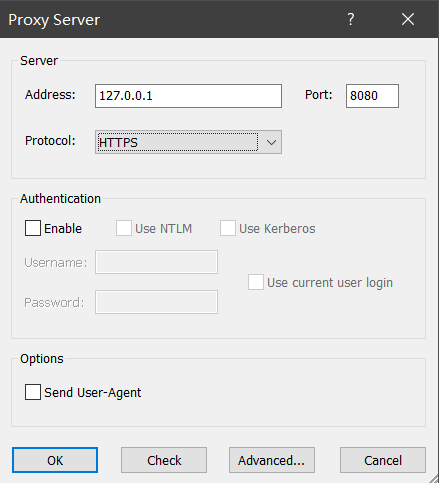 Proxy Server
Server
Address: 127.0.0.1 Port: 8080
Protocol: HTTPS
Authentication
Enable Use NTLM Use Kerberos
Username:
Use current user login
Password:
Options
Send User-Agent
OK Check Advanced... Cancel